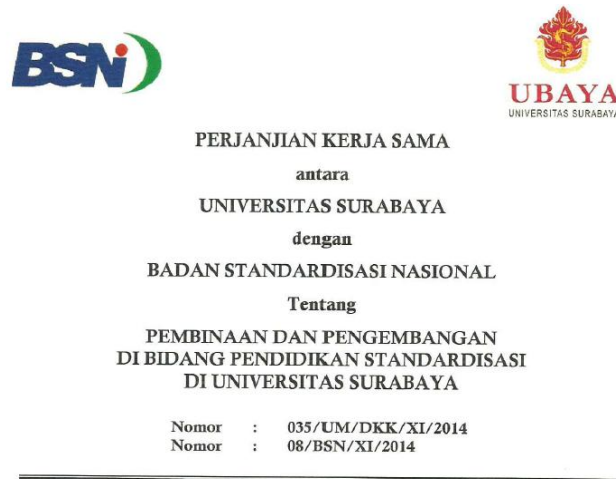 BSN
UBAYA
UNIVERSITAS SURABAYA
PERJANJIAN KERJA SAMA
antara
UNIVERSITAS SURABAYA
dengan
BADAN STANDARDISASI NASIONAL
Tentang
PEMBINAAN DAN PENGEMBANGAN
DI BIDANG PENDIDIKAN STANDARDISASI
DI UNIVERSITAS SURABAYA
Nomor : 035/UM/DKK/XI/2014
Nomor : 08/BSN/XI/2014